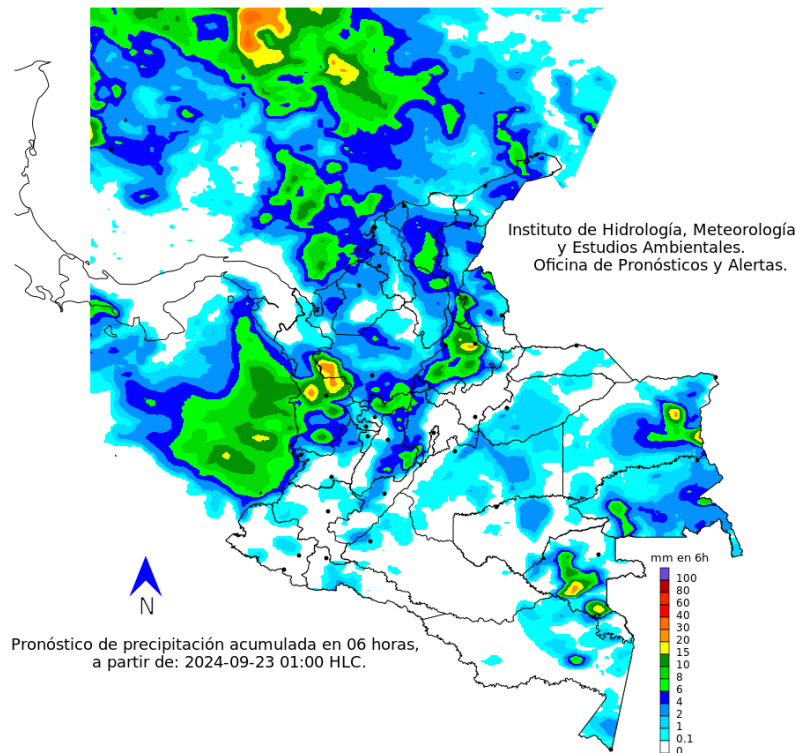 Instituto de Hidrología, Meteorología
y Estudios Ambientales.
Oficina de Pronósticos y Alertas.
mm en 6h
100
80
60
40
30
20
15
10
8
6
4
2
1
0.1
0
N
Pronóstico de precipitación acumulada en 06 horas,
a partir de: 2024-09-23 01:00 HLC.